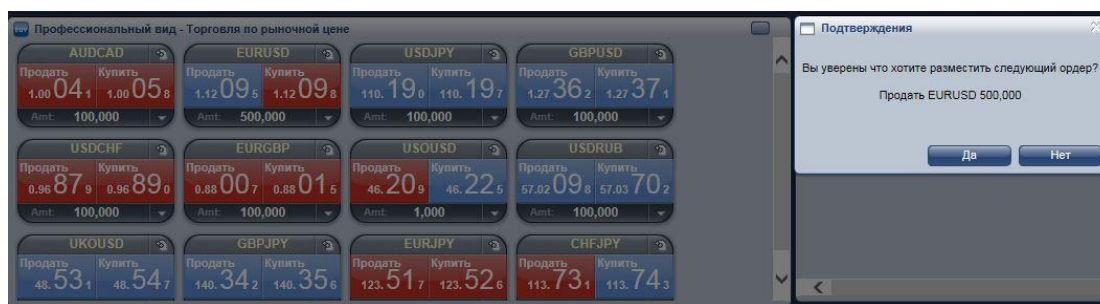 Профессиональный вид - Торговля по рыночной цене
AUDCAD
Продать Купить
1.00 04 1 1.00 05 8
Amt: 100,000
EURUSD
Продать Купить
1.12 09 5 1.12 09 8
Amt: 500,000
USDJPY
Продать Купить
110. 19 0 110. 19 7
Amt: 100,000
GBPUSD
Продать Купить
1.27 36 2 1.27 37 1
Amt: 100,000
USDCHF
Продать Купить
0.96 87 9 0.96 89 0
Amt: 100,000
EURGBP
Продать Купить
0.88 00 7 0.88 01 5
Amt: 100,000
USOUSD
Продать Купить
46. 20 9 46. 22 5
Amt: 1,000
USDRUB
Продать Купить
57.02 09 8 57.03 70 2
Amt: 100,000
UKOUSD
Продать Купить
48. 53 1 48. 54 7
GBPJPY
Продать Купить
140. 34 2 140. 35 6
EURJPY
Продать Купить
123. 51 7 123. 52 6
CHFJPY
Продать Купить
113. 73 1 113. 74 3
Подтверждения
Вы уверены что хотите разместить следующий ордер?
Продать EURUSD 500,000
Да Нет